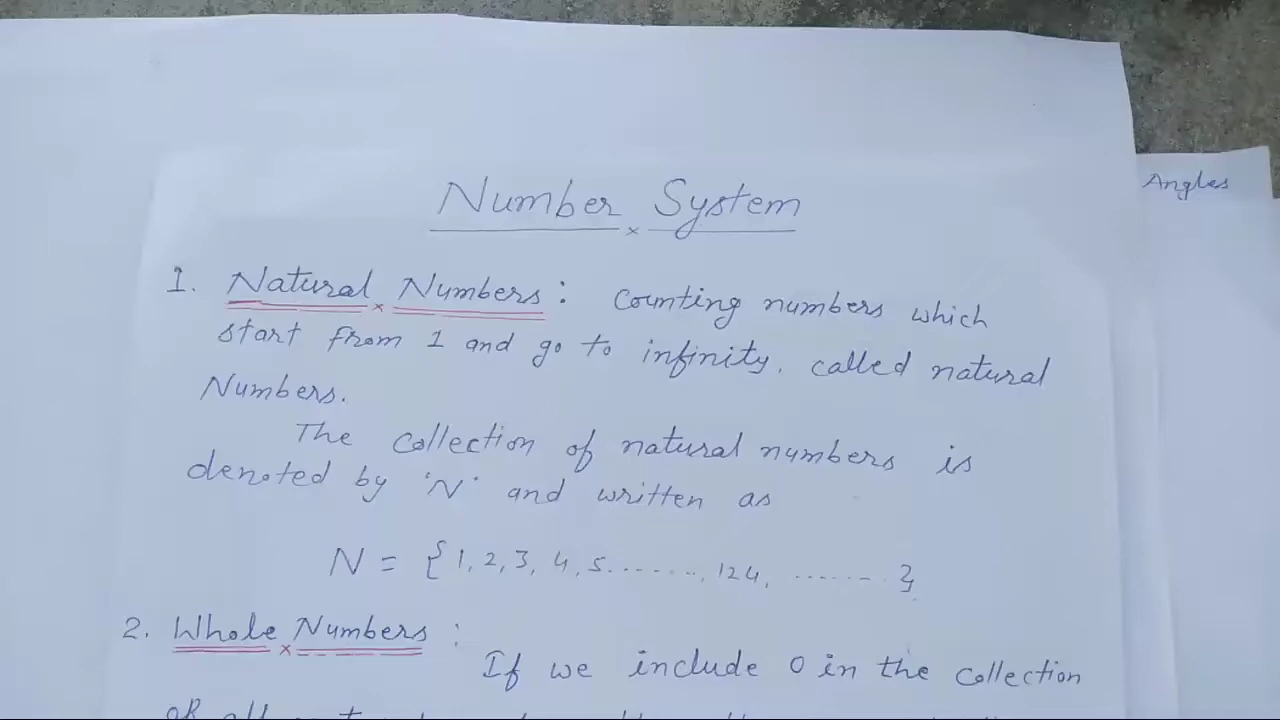 Number System
Angles
1. Natural Numbers : Counting numbers which
start from 1 and go to infinity, called natural
Numbers.
The collection of natural numbers is
denoted by 'N' and written as
N = {1, 2, 3, 4, 5........, 124, ........}
2. Whole Numbers :
If we include 0 in the collection
of all